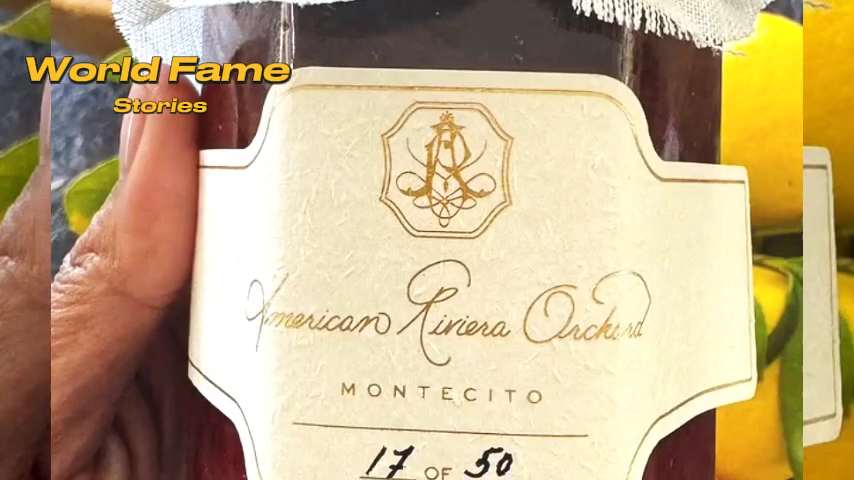 World Fame
Stories
American Riviera Orchard
MONTECITO
17 OF 50